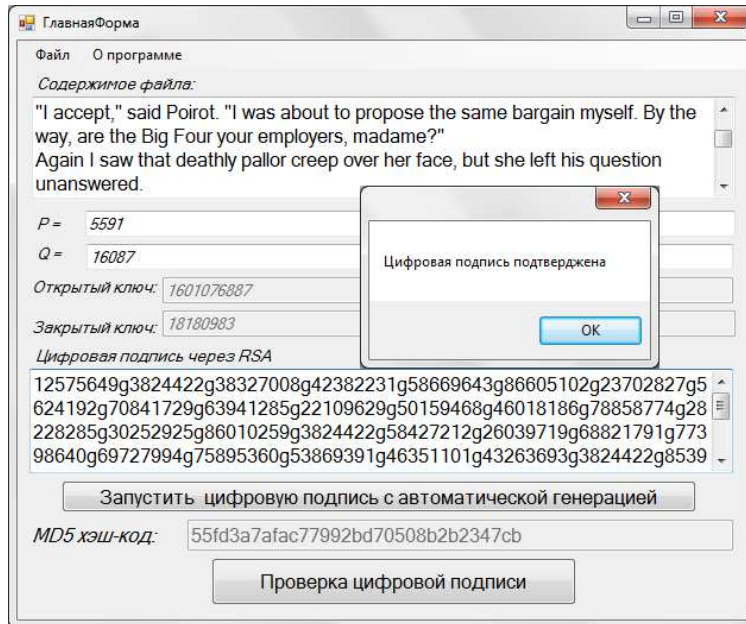 ГлавнаяФорма
Файл О программе
Содержимое файла:
"I accept," said Poirot. "I was about to propose the same bargain myself. By the
way, are the Big Four your employers, madame?"
Again I saw that deathly pallor creep over her face, but she left his question
unanswered.
P = 5591
Q = 16087
Цифровая подпись подтверждена
Открытый ключ: 1601076887
Закрытый ключ: 18180983
OK
Цифровая подпись через RSA
12575649g3824422g38327008g42382231g58669643g86605102g23702827g5
624192g70841729g63941285g22109629g50159468g46018186g78858774g28
228285g30252925g86010259g3824422g58427212g26039719g68821791g773
98640g69727994g75895360g53869391g46351101g43263693g3824422g8539
Запустить цифровую подпись с автоматической генерацией
MD5 хэш-код: 55fd3a7afac77992bd70508b2b2347cb
Проверка цифровой подписи